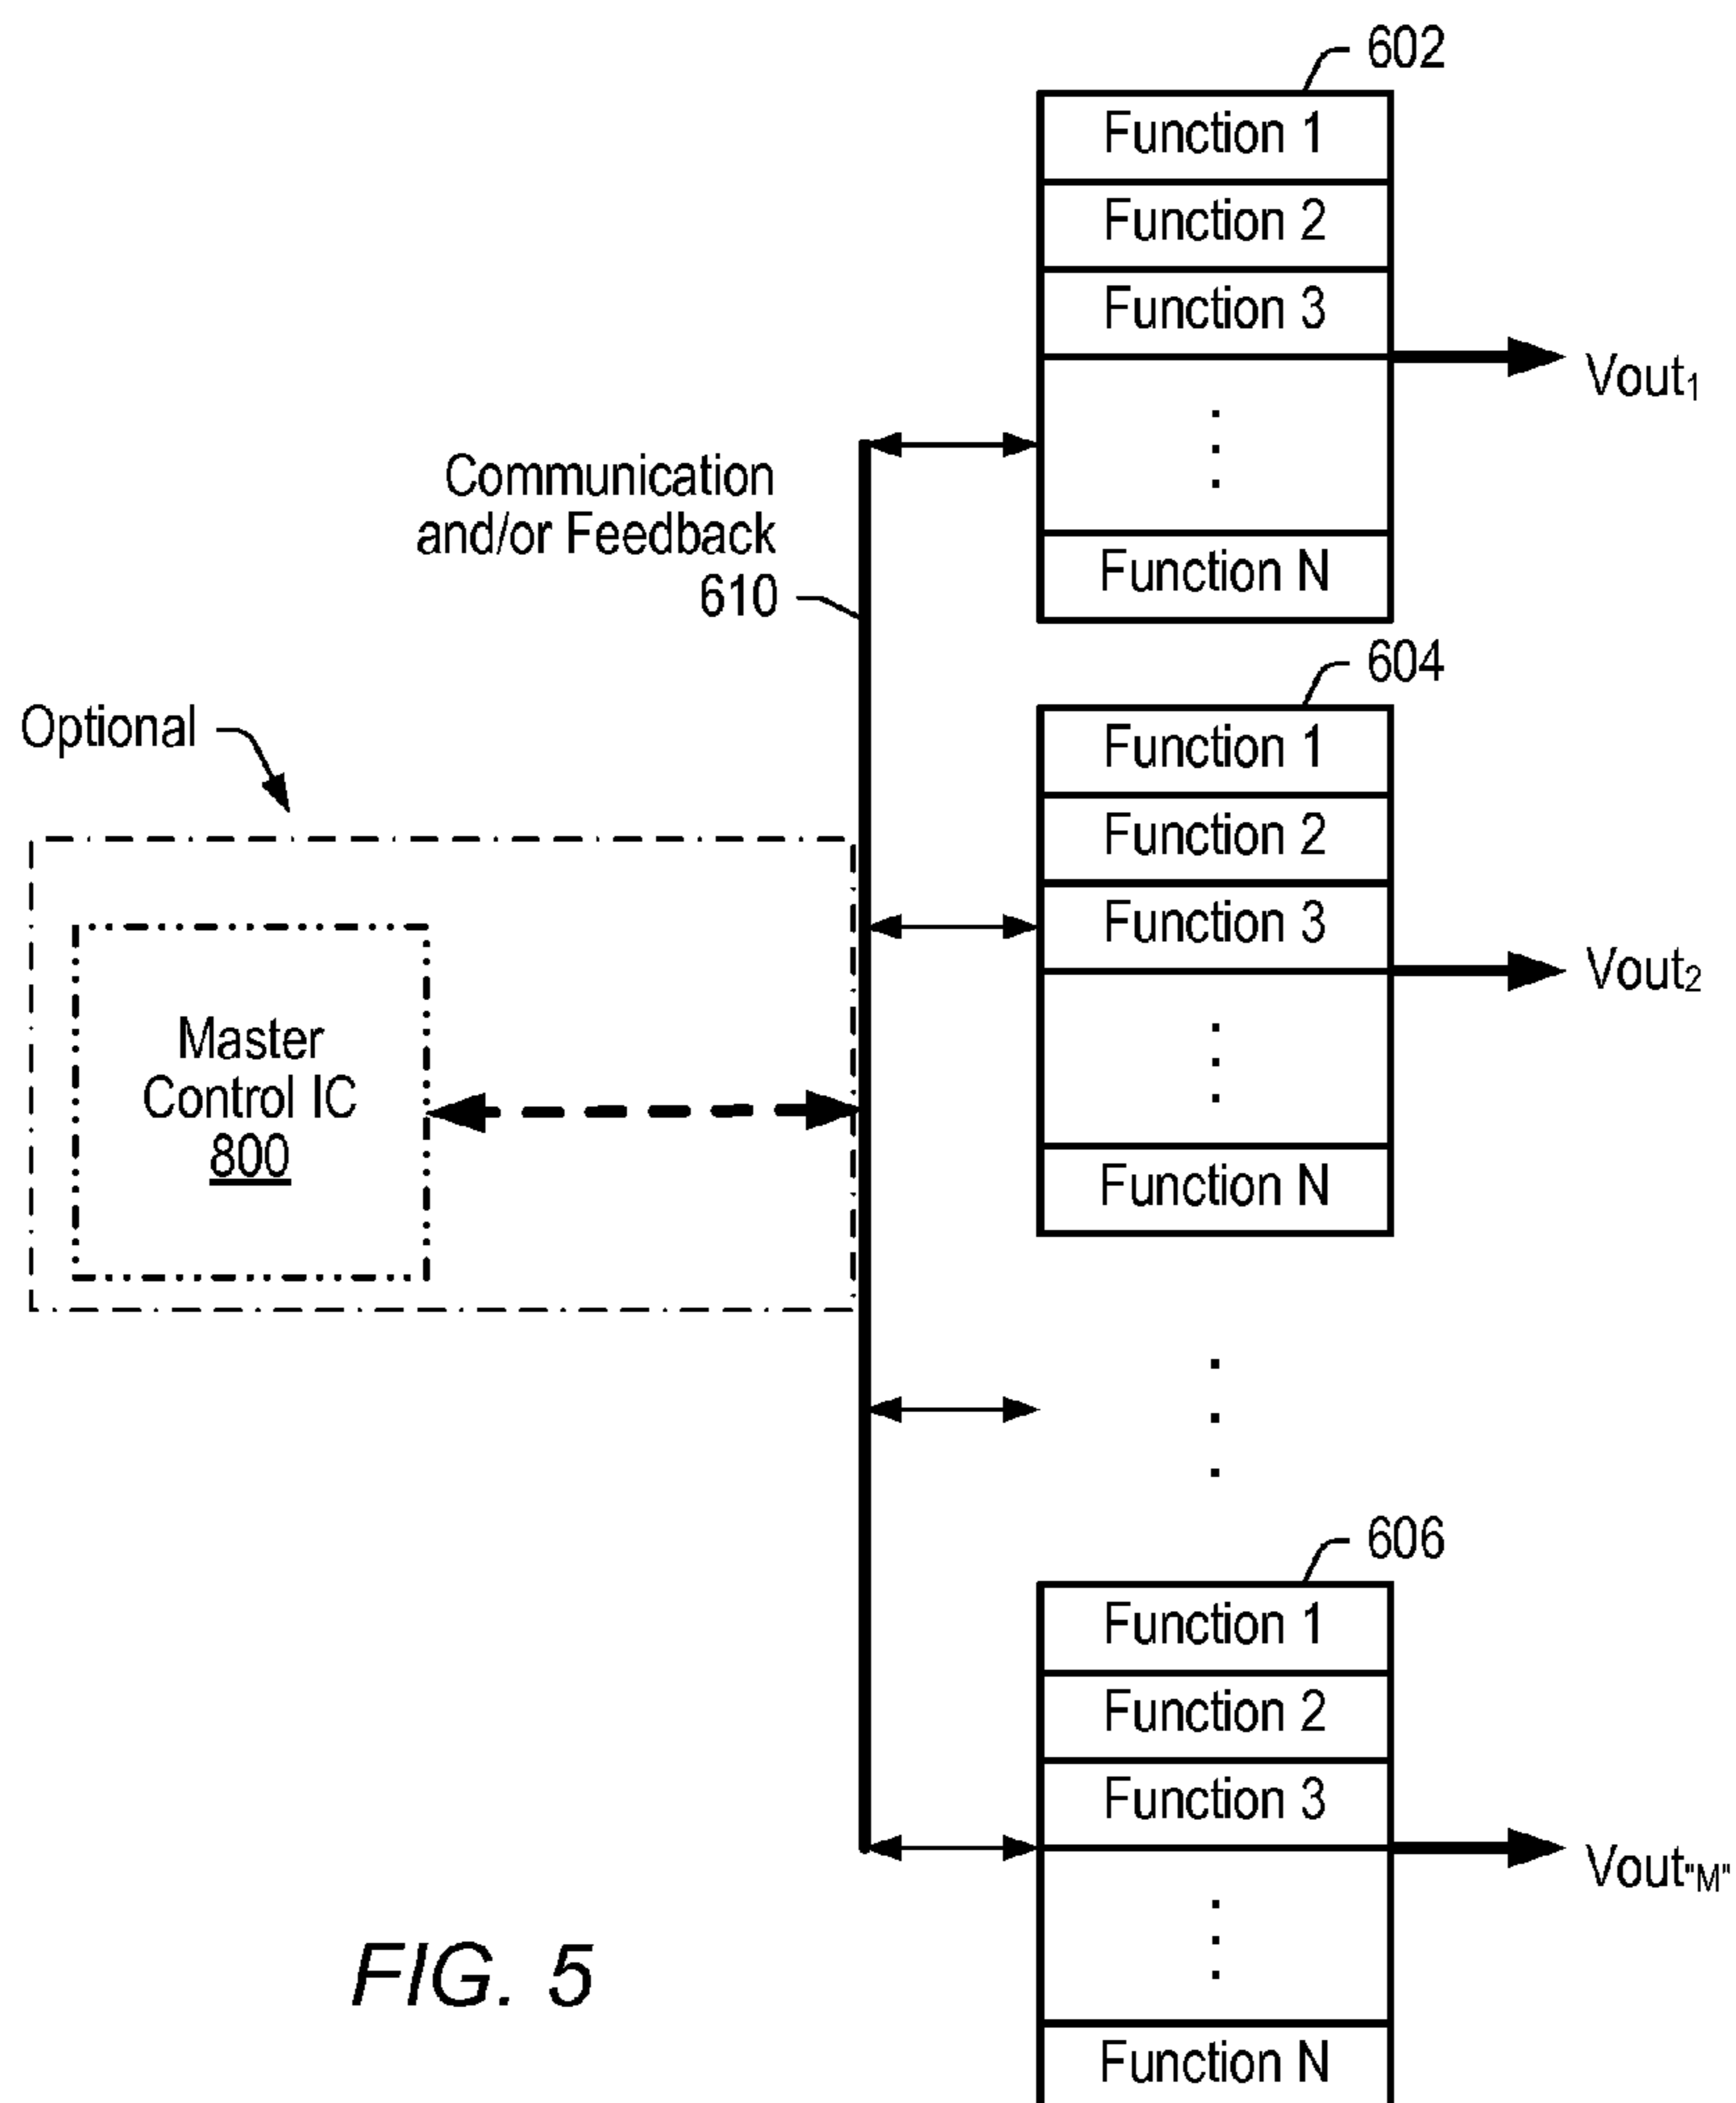 602
Function 1
Function 2
Function 3
Vout1
Communication
and/or Feedback
610
Function N
604
Optional
Function 1
Function 2
Function 3
Vout2
Master
Control IC
800
Function N
606
Function 1
Function 2
Function 3
Vout"M"
Function N
FIG. 5